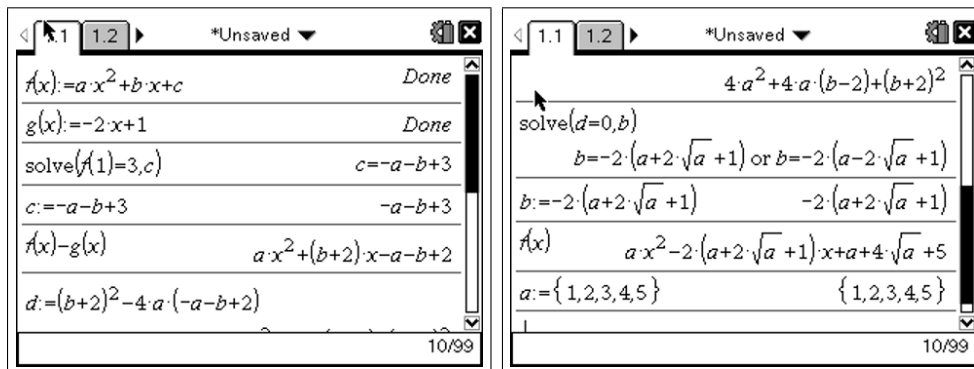 1.1 1.2 *Unsaved
f(x):=a·x²+b·x+c Done
g(x):=-2·x+1 Done
solve(f(1)=3,c) c=-a-b+3
c:=-a-b+3 -a-b+3
f(x)-g(x) a·x²+(b+2)·x-a-b+2
d:=(b+2)²-4·a·(-a-b+2)
10/99
1.1 1.2 *Unsaved
4·a²+4·a·(b-2)+(b+2)²
solve(d=0,b)
b=-2·(a+2·√a+1) or b=-2·(a-2·√a+1)
b:=-2·(a+2·√a+1) -2·(a+2·√a+1)
f(x) a·x²-2·(a+2·√a+1)·x+a+4·√a+5
a:={1,2,3,4,5} {1,2,3,4,5}
10/99